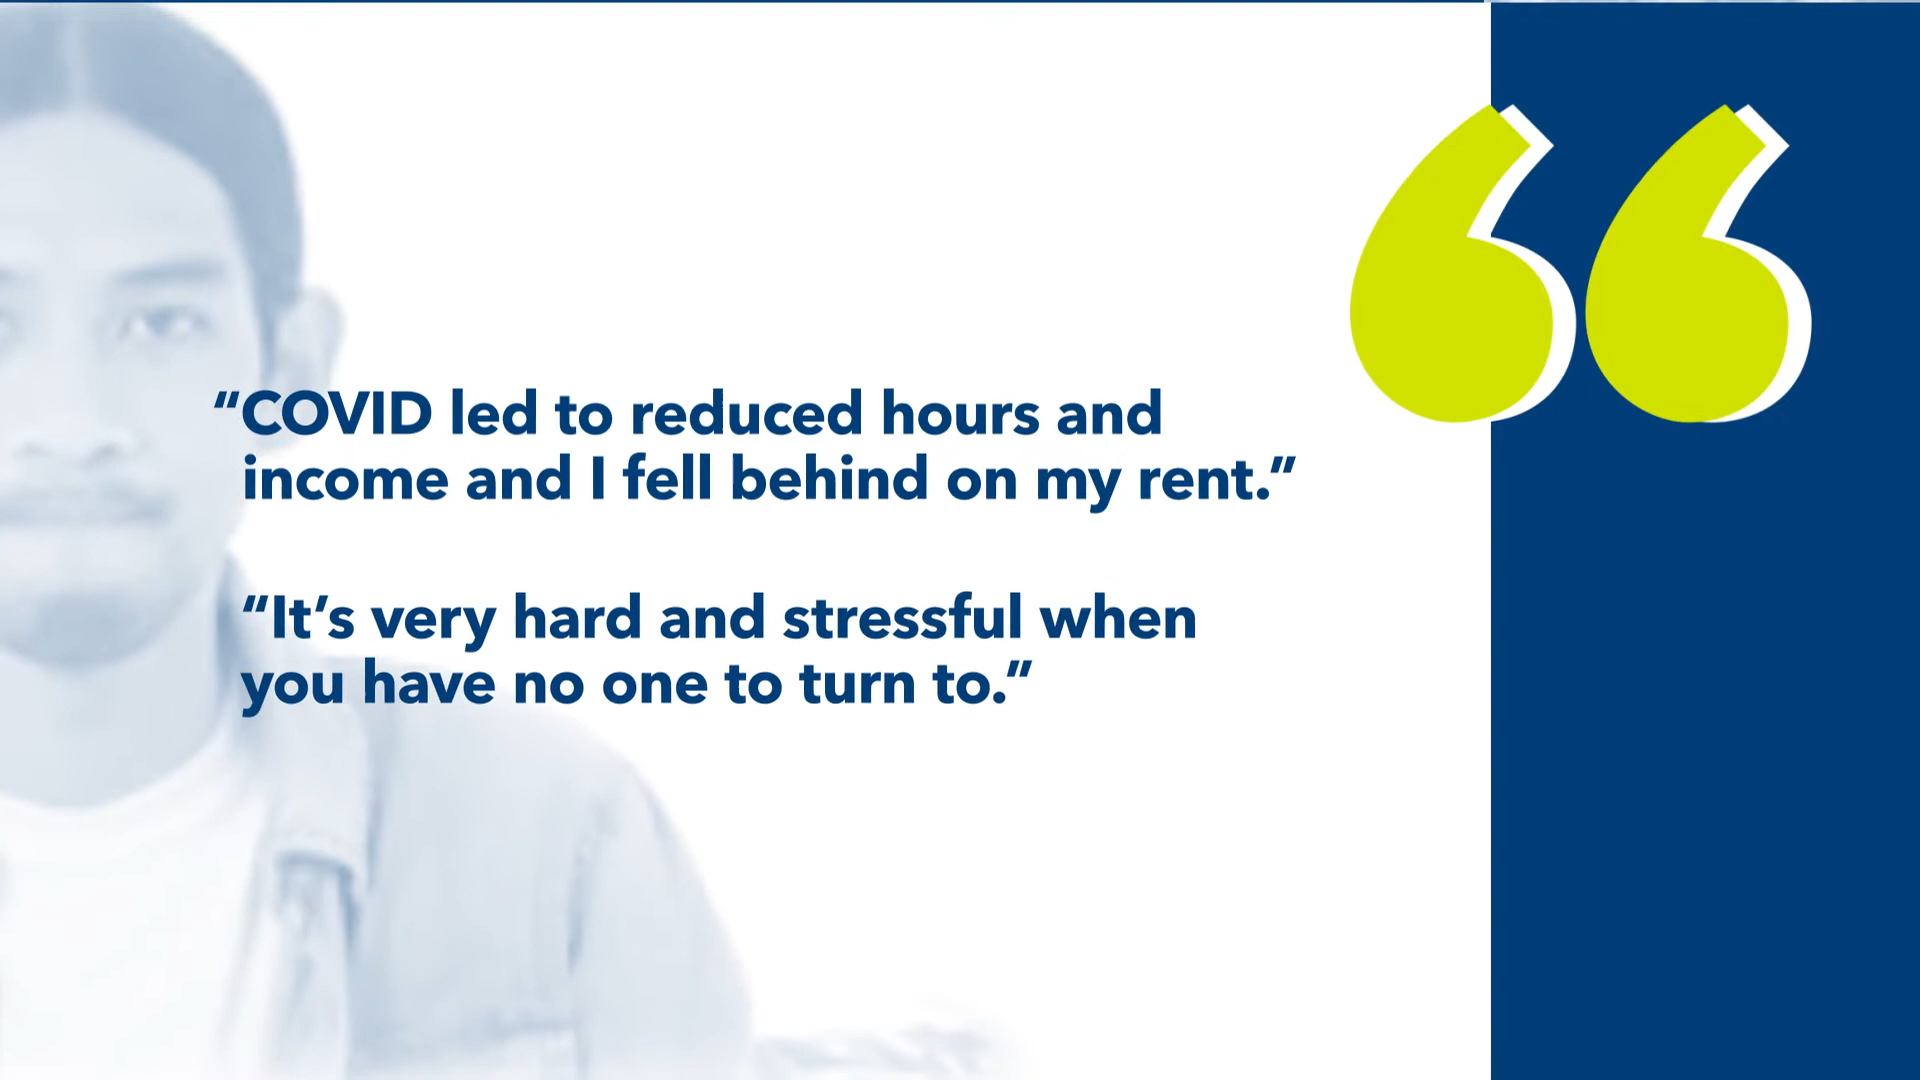 “COVID led to reduced hours and
income and I fell behind on my rent.”
“It’s very hard and stressful when
you have no one to turn to.”